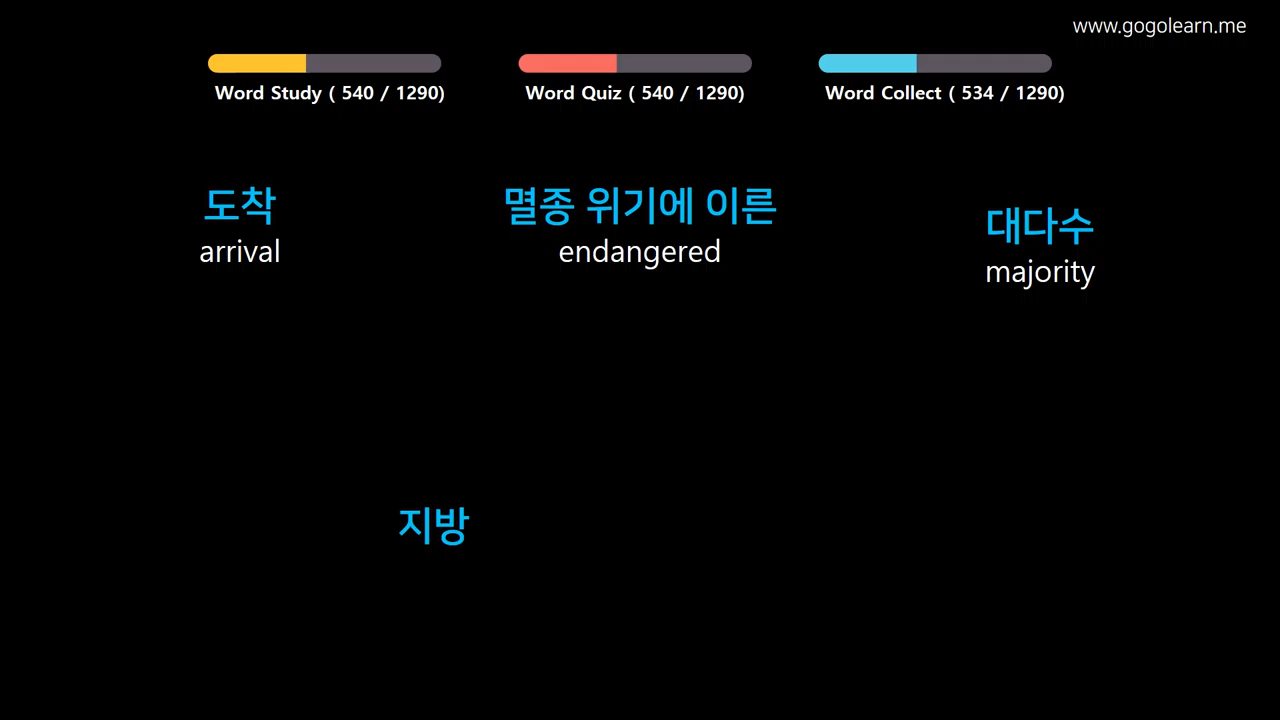 www.gogolearn.me
Word Study ( 540 / 1290)
Word Quiz ( 540 / 1290)
Word Collect ( 534 / 1290)
도착
arrival
멸종 위기에 이른
endangered
대다수
majority
지방